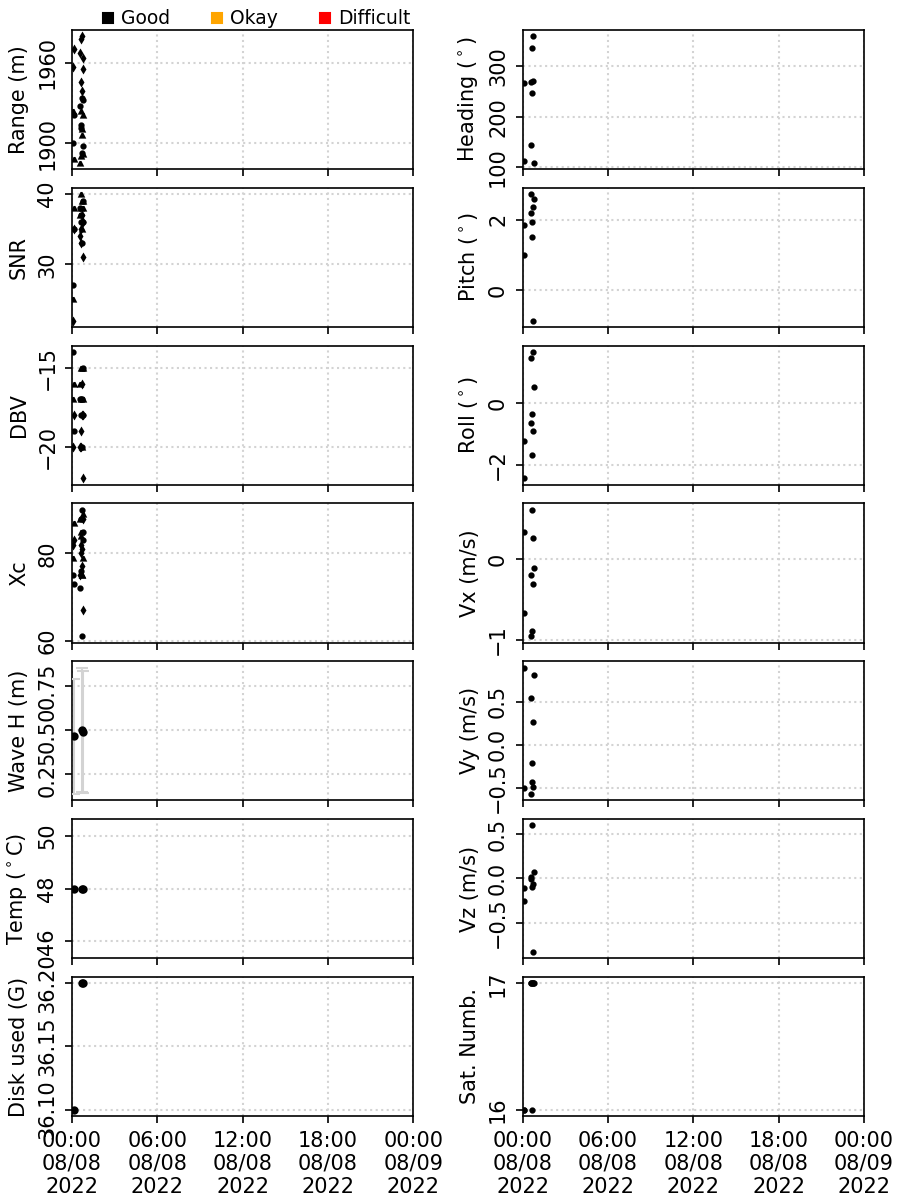 Good Okay Difficult
Range (m)
1960
1900
Heading (°)
300
200
100
SNR
40
30
Pitch (°)
2
0
DBV
−15
−20
Roll (°)
0
−2
Xc
80
60
Vx (m/s)
0
−1
Wave H (m)
0.75
0.50
0.25
Vy (m/s)
0.5
0.0
−0.5
Temp (°C)
50
48
46
Vz (m/s)
0.5
0.0
−0.5
Disk used (G)
36.20
36.15
36.10
Sat. Numb.
17
16
00:00 06:00 12:00 18:00 00:00
08/08 08/08 08/08 08/08 08/09
2022 2022 2022 2022 2022
00:00 06:00 12:00 18:00 00:00
08/08 08/08 08/08 08/08 08/09
2022 2022 2022 2022 2022